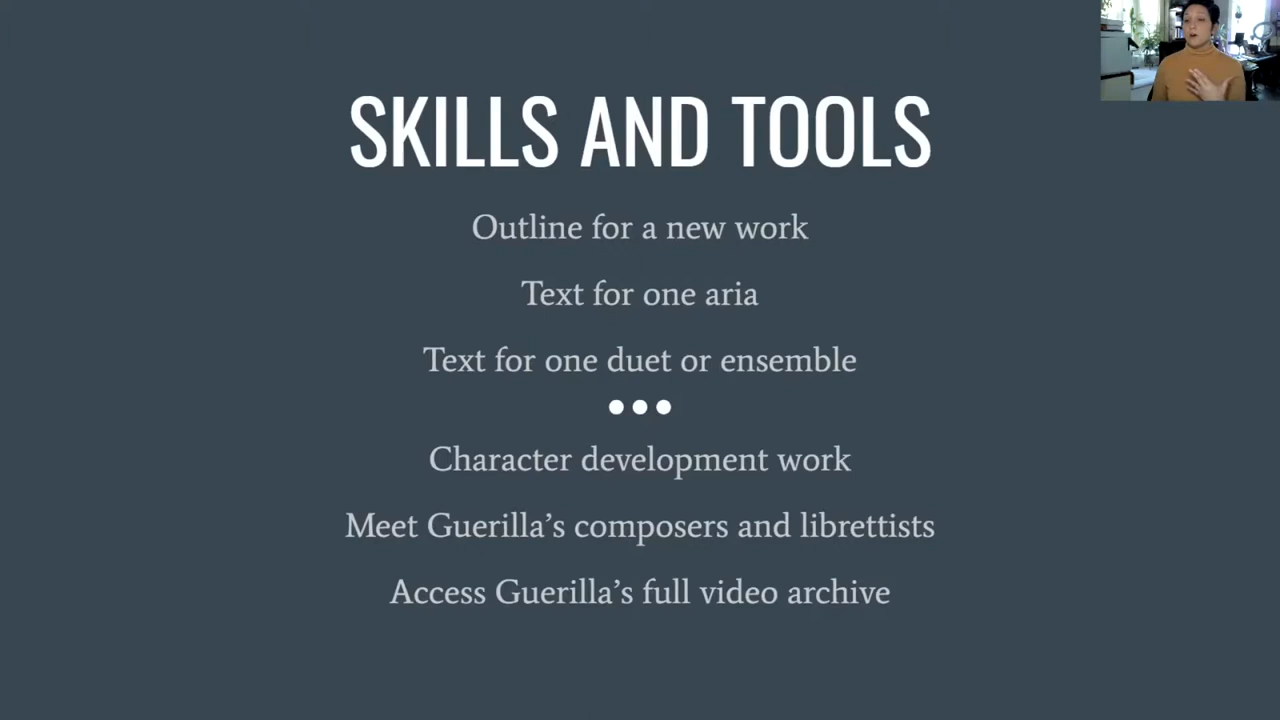 SKILLS AND TOOLS
Outline for a new work
Text for one aria
Text for one duet or ensemble
Character development work
Meet Guerilla’s composers and librettists
Access Guerilla’s full video archive